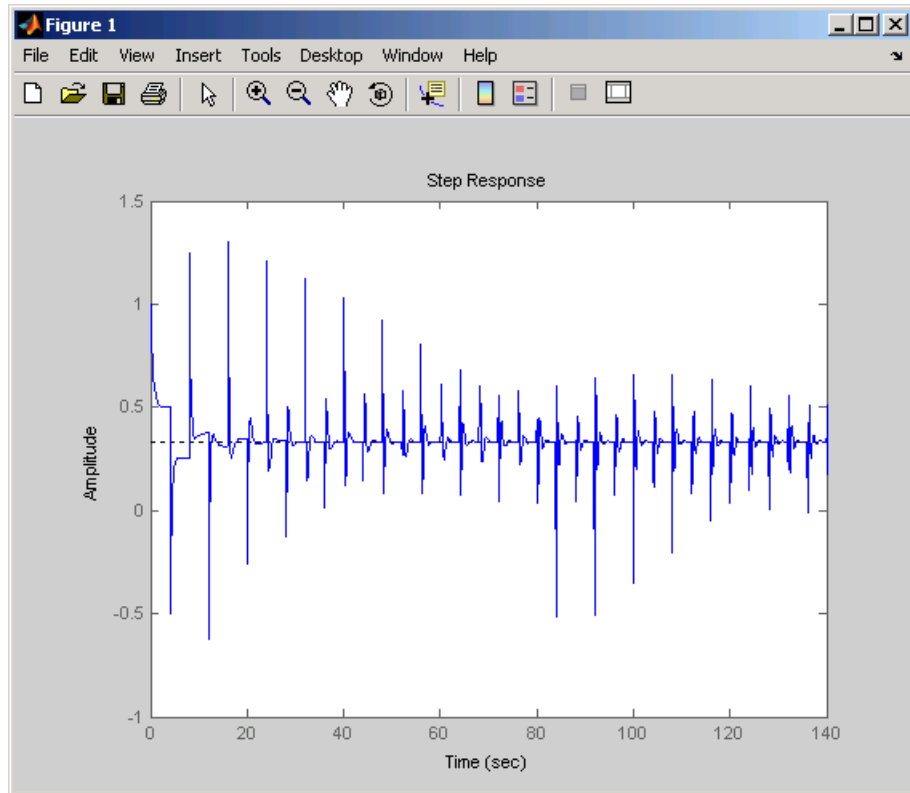 Figure 1
File Edit View Insert Tools Desktop Window Help
Step Response
1.5
1
0.5
0
-0.5
-1
Amplitude
0 20 40 60 80 100 120 140
Time (sec)